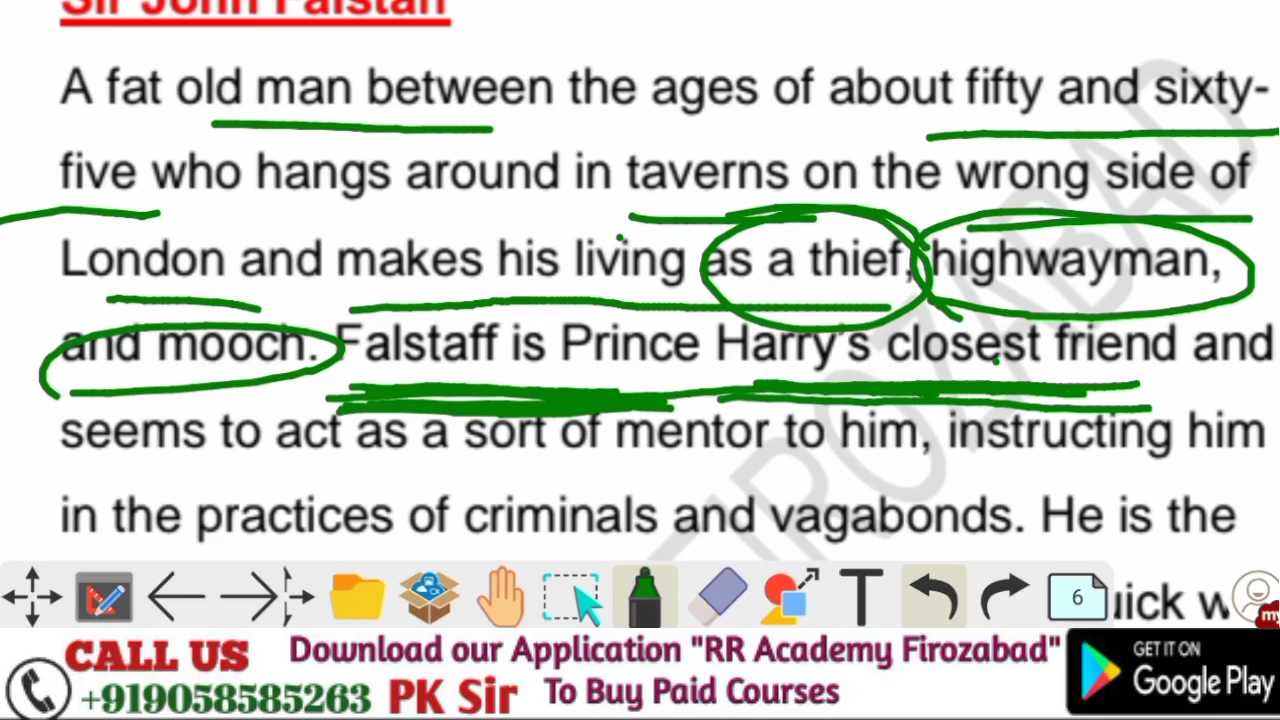 Sir John Falstaff
A fat old man between the ages of about fifty and sixty-
five who hangs around in taverns on the wrong side of
London and makes his living as a thief, highwayman,
and mooch. Falstaff is Prince Harry's closest friend and
seems to act as a sort of mentor to him, instructing him
in the practices of criminals and vagabonds. He is the
FIROZABAD
T
6
CALL US
+919058585263
PK Sir
Download our Application "RR Academy Firozabad"
To Buy Paid Courses
GET IT ON
Google Play